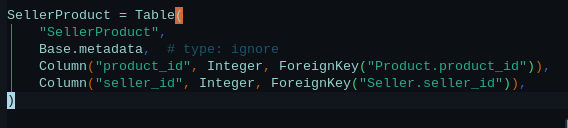 SellerProduct = Table(
    "SellerProduct",
    Base.metadata,  # type: ignore
    Column("product_id", Integer, ForeignKey("Product.product_id")),
    Column("seller_id", Integer, ForeignKey("Seller.seller_id")),
)